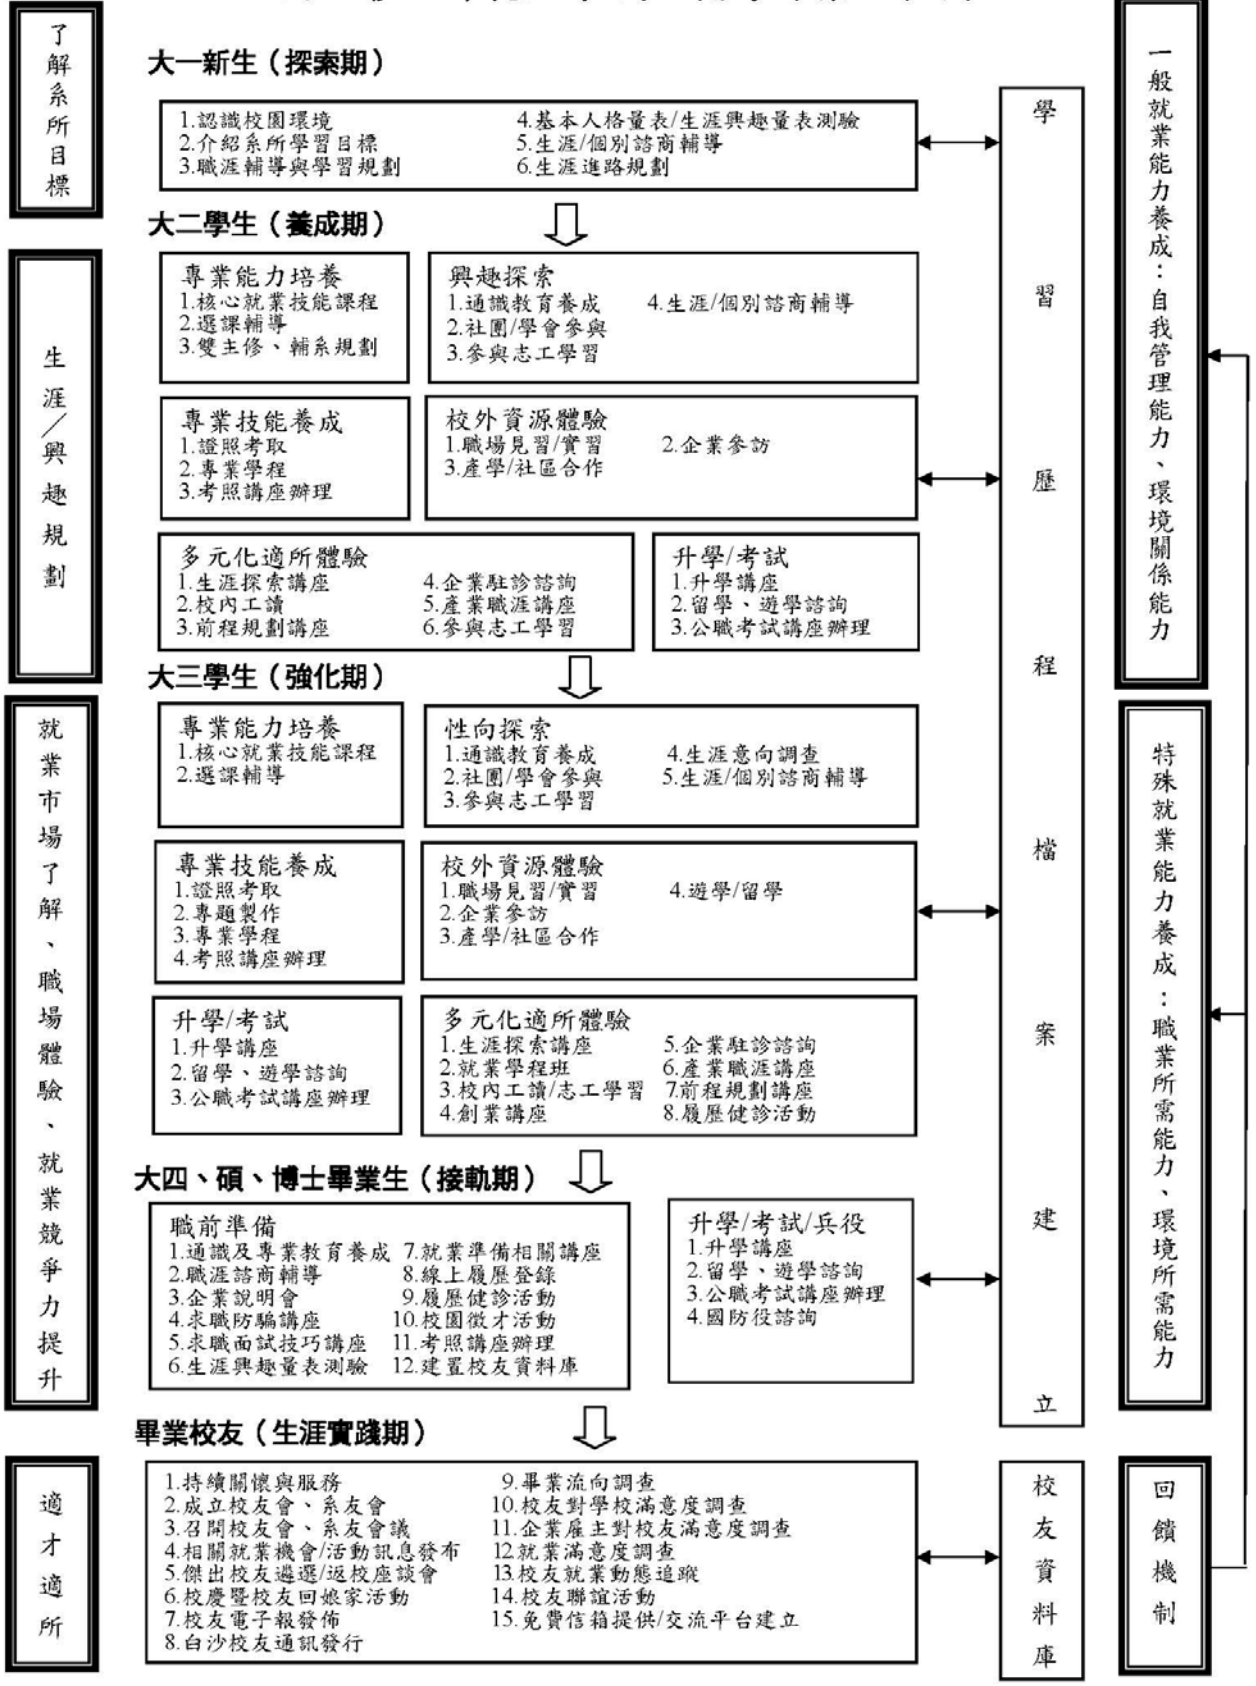 了解系所目標
大一新生（探索期）
1.認識校園環境
2.介紹系所學習目標
3.職涯輔導與學習規劃
4.基本人格量表/生涯興趣量表測驗
5.生涯/個別諮商輔導
6.生涯進路規劃
生涯／興趣規劃
大二學生（養成期）
專業能力培養
1.核心就業技能課程
2.選課輔導
3.雙主修、輔系規劃
興趣探索
1.通識教育養成
2.社團/學會參與
3.參與志工學習
4.生涯/個別諮商輔導
專業技能養成
1.證照考取
2.專業學程
3.考照講座辦理
校外資源體驗
1.職場見習/實習
2.企業參訪
3.產學/社區合作
多元化適所體驗
1.生涯探索講座
2.校內工讀
3.前程規劃講座
4.企業駐診諮詢
5.產業職涯講座
6.參與志工學習
升學/考試
1.升學講座
2.留學、遊學諮詢
3.公職考試講座辦理
就業市場了解、職場體驗、就業競爭力提升
大三學生（強化期）
專業能力培養
1.核心就業技能課程
2.選課輔導
性向探索
1.通識教育養成
2.社團/學會參與
3.參與志工學習
4.生涯意向調查
5.生涯/個別諮商輔導
專業技能養成
1.證照考取
2.專題製作
3.專業學程
4.考照講座辦理
校外資源體驗
1.職場見習/實習
2.企業參訪
3.產學/社區合作
4.遊學/留學
升學/考試
1.升學講座
2.留學、遊學諮詢
3.公職考試講座辦理
多元化適所體驗
1.生涯探索講座
2.就業學程班
3.校內工讀/志工學習
4.創業講座
5.企業駐診諮詢
6.產業職涯講座
7.前程規劃講座
8.履歷健診活動
大四、碩、博士畢業生（接軌期）
職前準備
1.通識及專業教育養成
2.職涯諮商輔導
3.企業說明會
4.求職防騙講座
5.求職面試技巧講座
6.生涯興趣量表測驗
7.就業準備相關講座
8.線上履歷登錄
9.履歷健診活動
10.校園徵才活動
11.考照講座辦理
12.建置校友資料庫
升學/考試/兵役
1.升學講座
2.留學、遊學諮詢
3.公職考試講座辦理
4.國防役諮詢
適才適所
畢業校友（生涯實踐期）
1.持續關懷與服務
2.成立校友會、系友會
3.召開校友會、系友會議
4.相關就業機會/活動訊息發布
5.傑出校友遴選/返校座談會
6.校慶暨校友回娘家活動
7.校友電子報發佈
8.白沙校友通訊發行
9.畢業流向調查
10.校友對學校滿意度調查
11.企業雇主對校友滿意度調查
12.就業滿意度調查
13.校友就業動態追蹤
14.校友聯誼活動
15.免費信箱提供/交流平台建立
學習歷程檔案建立
校友資料庫
一般就業能力養成：自我管理能力、環境關係能力
特殊就業能力養成：職業所需能力、環境所需能力
回饋機制